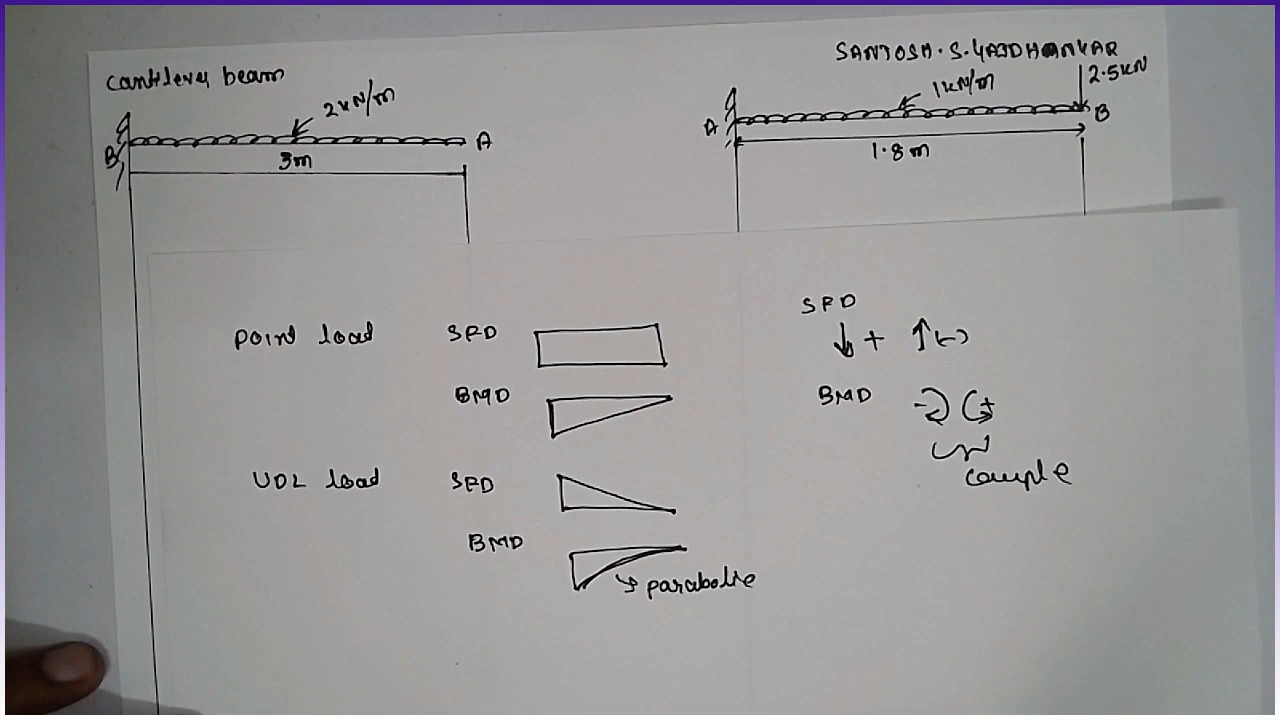 SANTOSH.S.
cantilever beam
2.5KN
2KN/m
1KN/m
B
A
A
B
3m
1.8m
SFD
Point load SFD
↓ + ↑ (-)
BMD
BMD - +
couple
UDL load SFD
BMD
parabolic